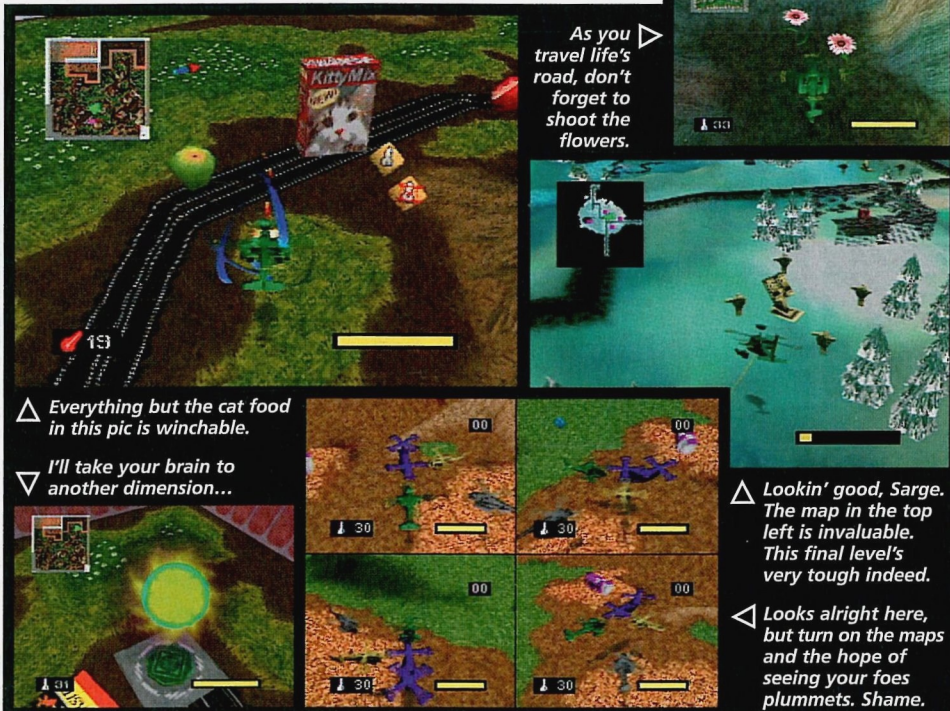 As you
travel life's
road, don't
forget to
shoot the
flowers.
33
Kitty Mix
NEW!
19
Everything but the cat food
in this pic is winchable.
I'll take your brain to
another dimension...
31
00
30
00
30
00
30
00
30
Lookin' good, Sarge.
The map in the top
left is invaluable.
This final level's
very tough indeed.
Looks alright here,
but turn on the maps
and the hope of
seeing your foes
plummets. Shame.